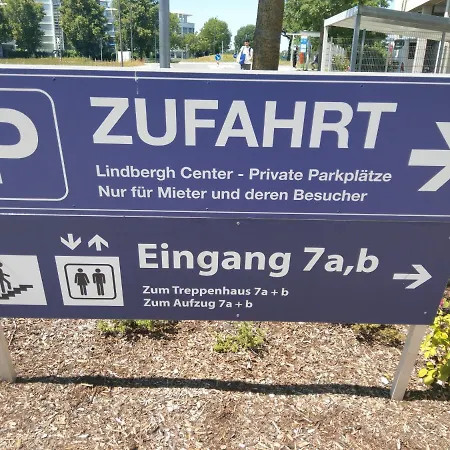 P
ZUFAHRT
Lindbergh Center - Private Parkplätze
Nur für Mieter und deren Besucher
Eingang 7a,b
Zum Treppenhaus 7a + b
Zum Aufzug 7a + b